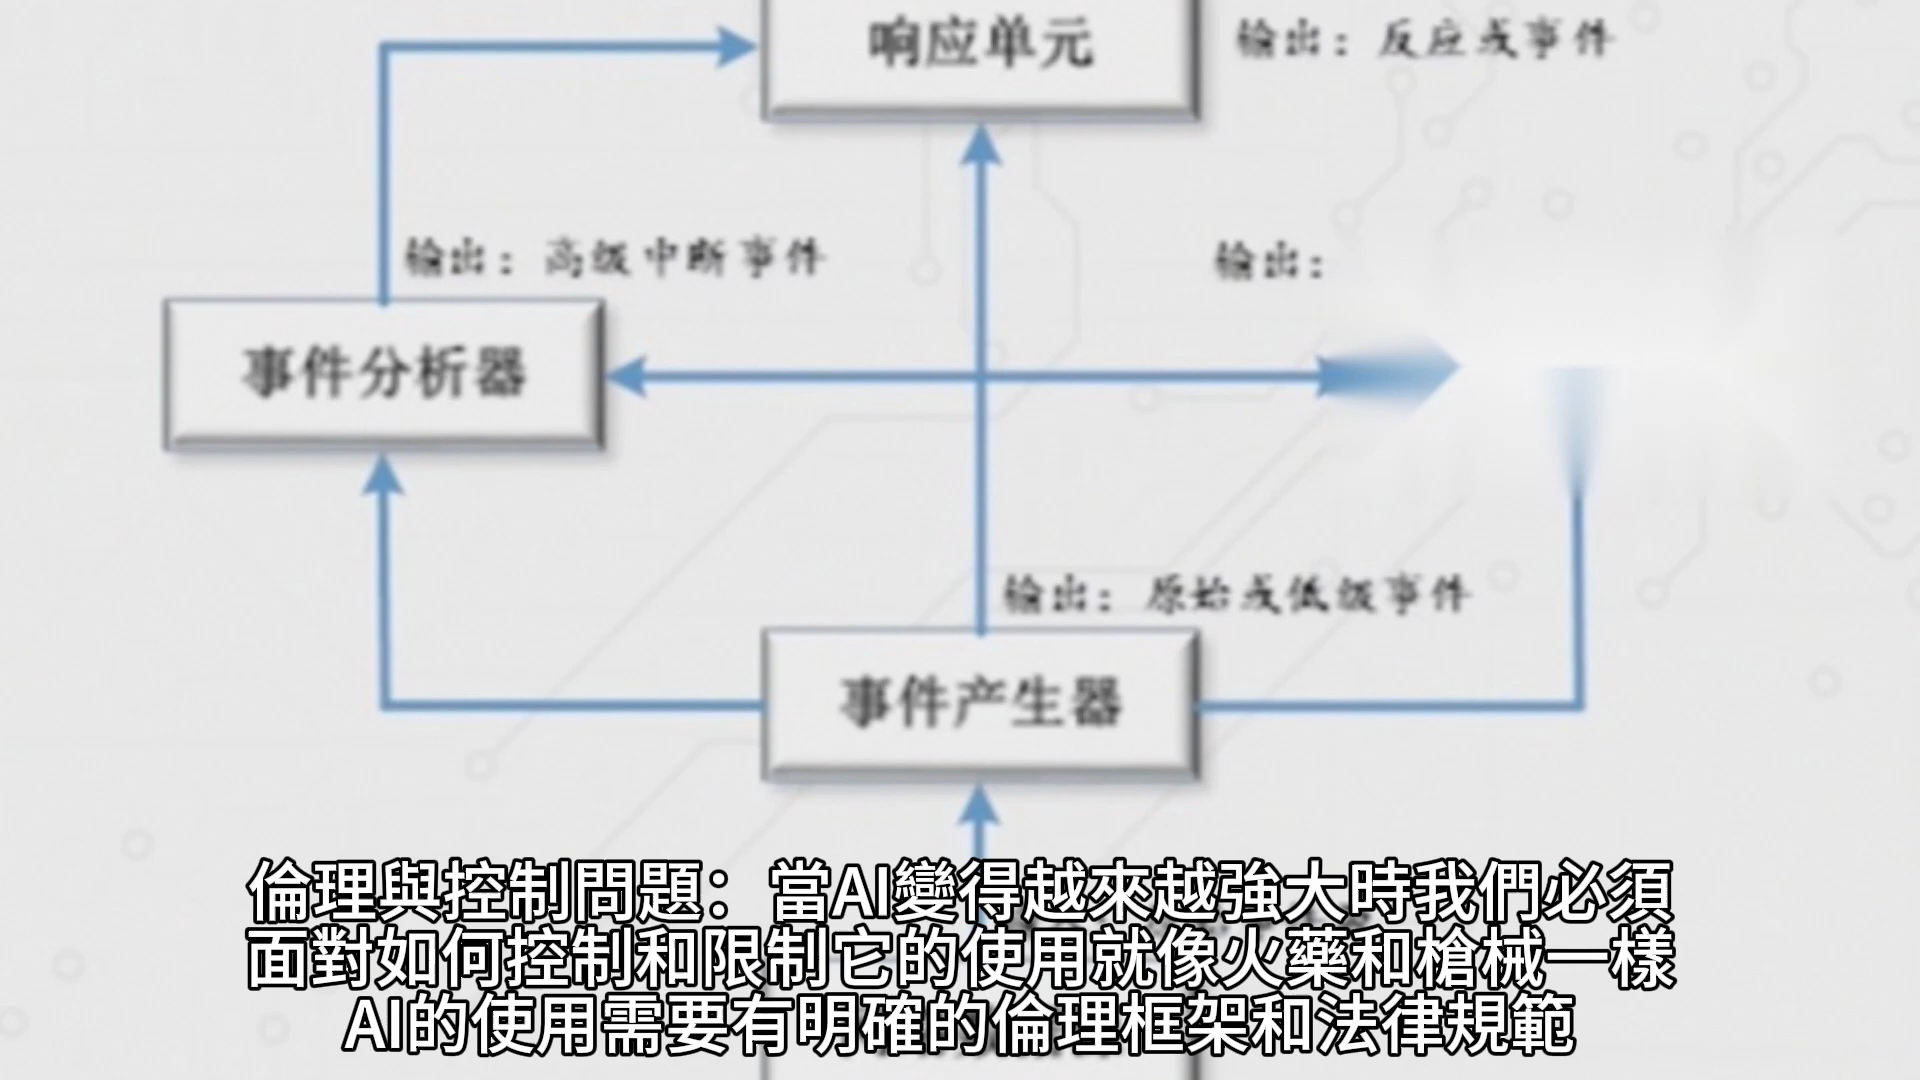 响应单元
输出：反应或事件
输出：高级中断事件
输出：
事件分析器
输出：原始或低级事件
事件产生器
倫理與控制問題：當AI變得越來越強大時我們必須
面對如何控制和限制它的使用就像火藥和槍械一樣
AI的使用需要有明確的倫理框架和法律規範